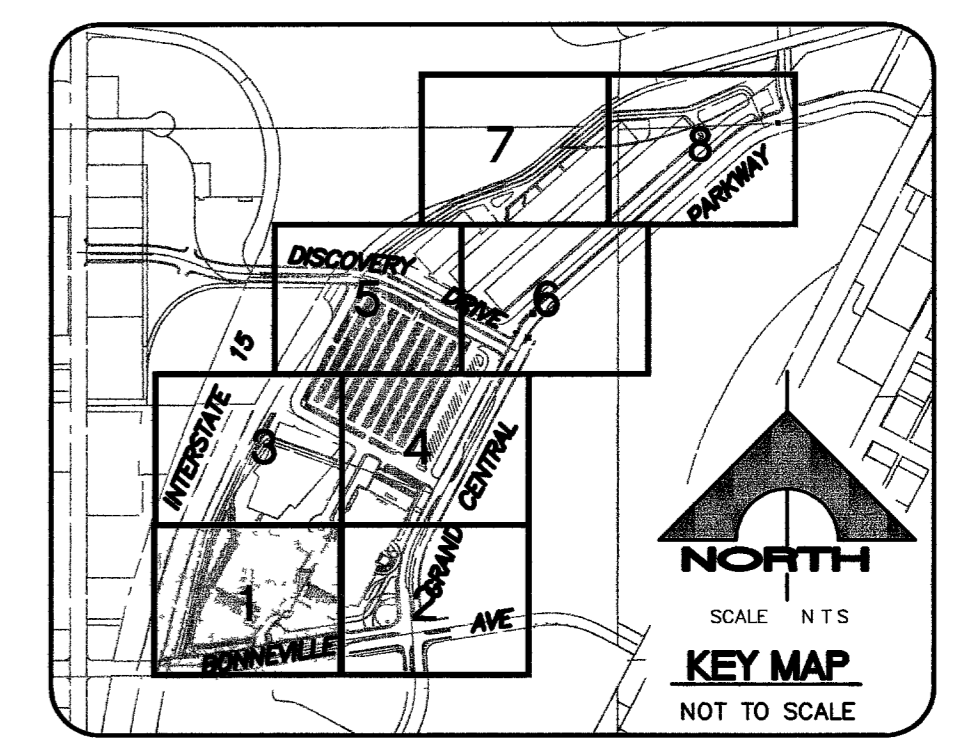 7
8
PARKWAY
DISCOVERY
DRIVE
5
6
INTERSTATE 15
3
4
GRAND CENTRAL
1
2
BONNEVILLE AVE
NORTH
SCALE NTS
KEY MAP
NOT TO SCALE